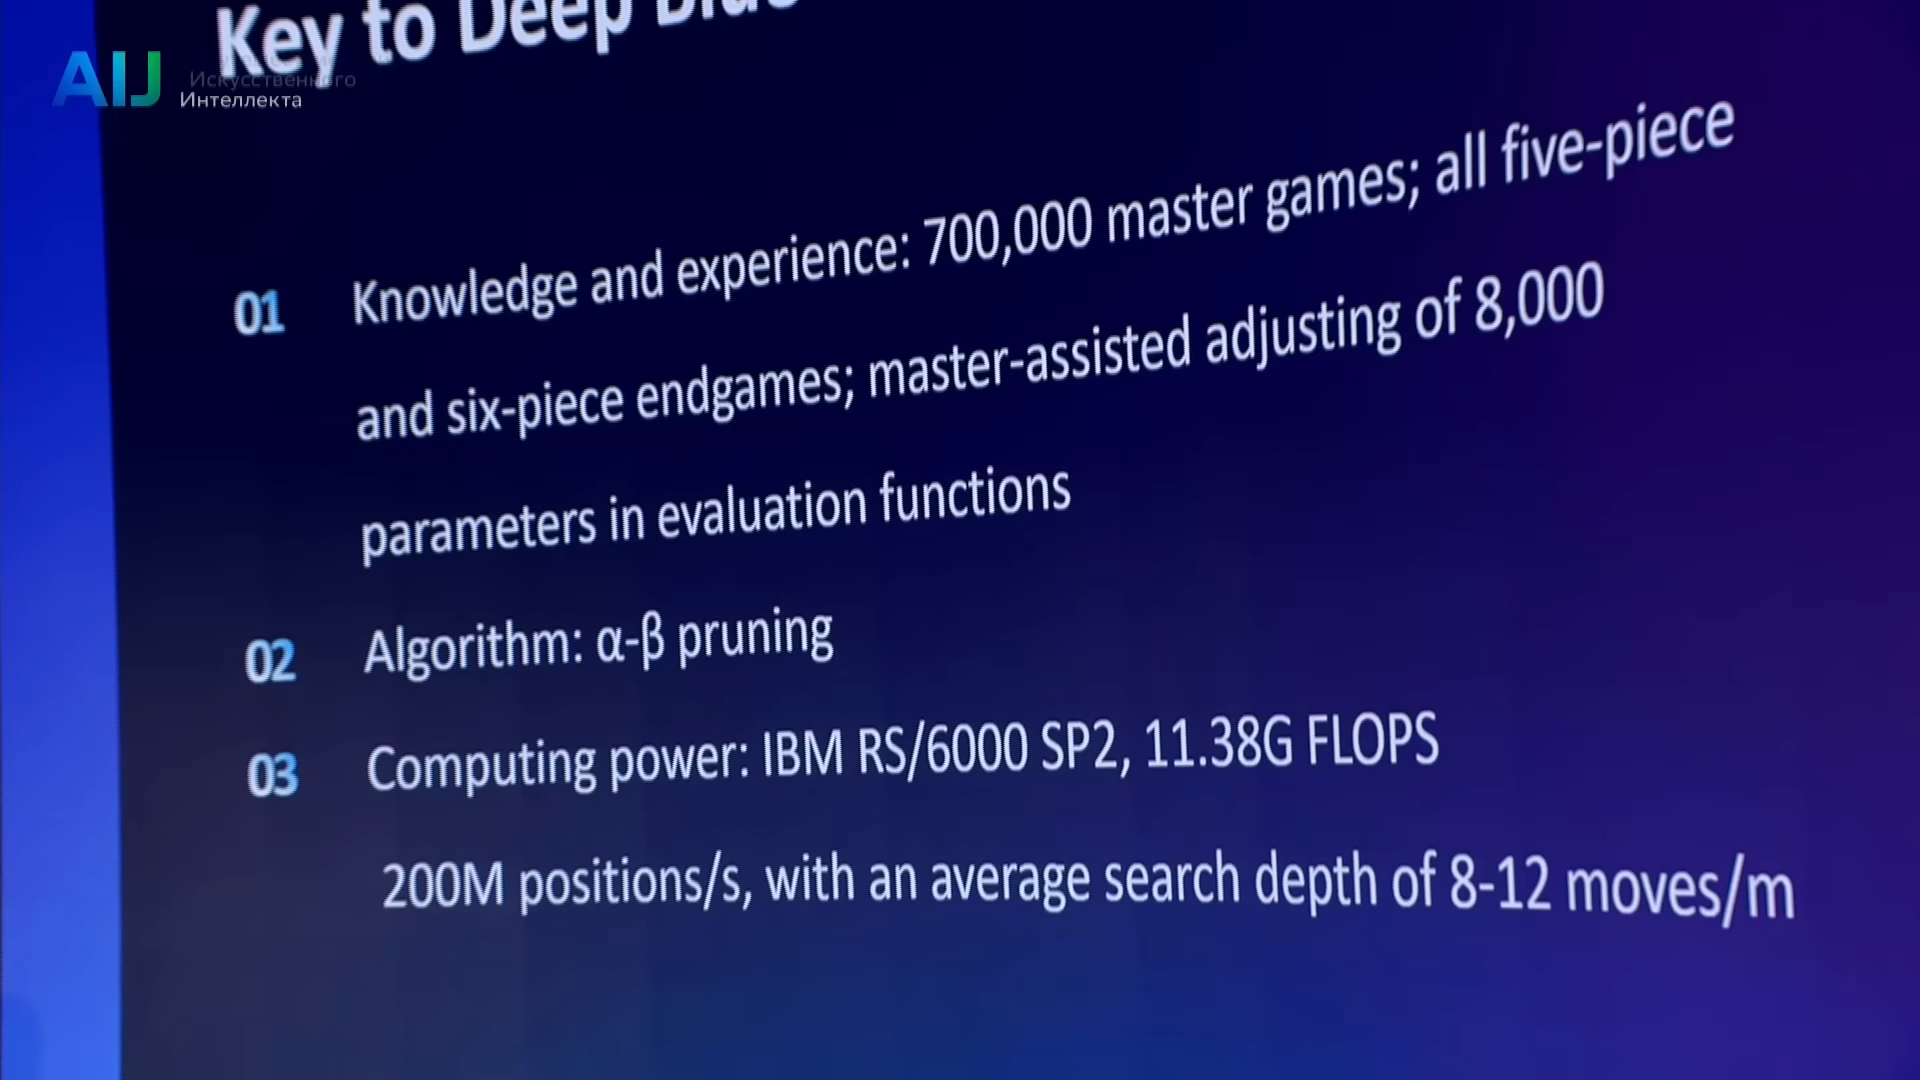 Key to Deep Blue
AIJ
Искусственного
Интеллекта
01 Knowledge and experience: 700,000 master games; all five-piece
and six-piece endgames; master-assisted adjusting of 8,000
parameters in evaluation functions
02 Algorithm: α-β pruning
03 Computing power: IBM RS/6000 SP2, 11.38G FLOPS
200M positions/s, with an average search depth of 8-12 moves/m